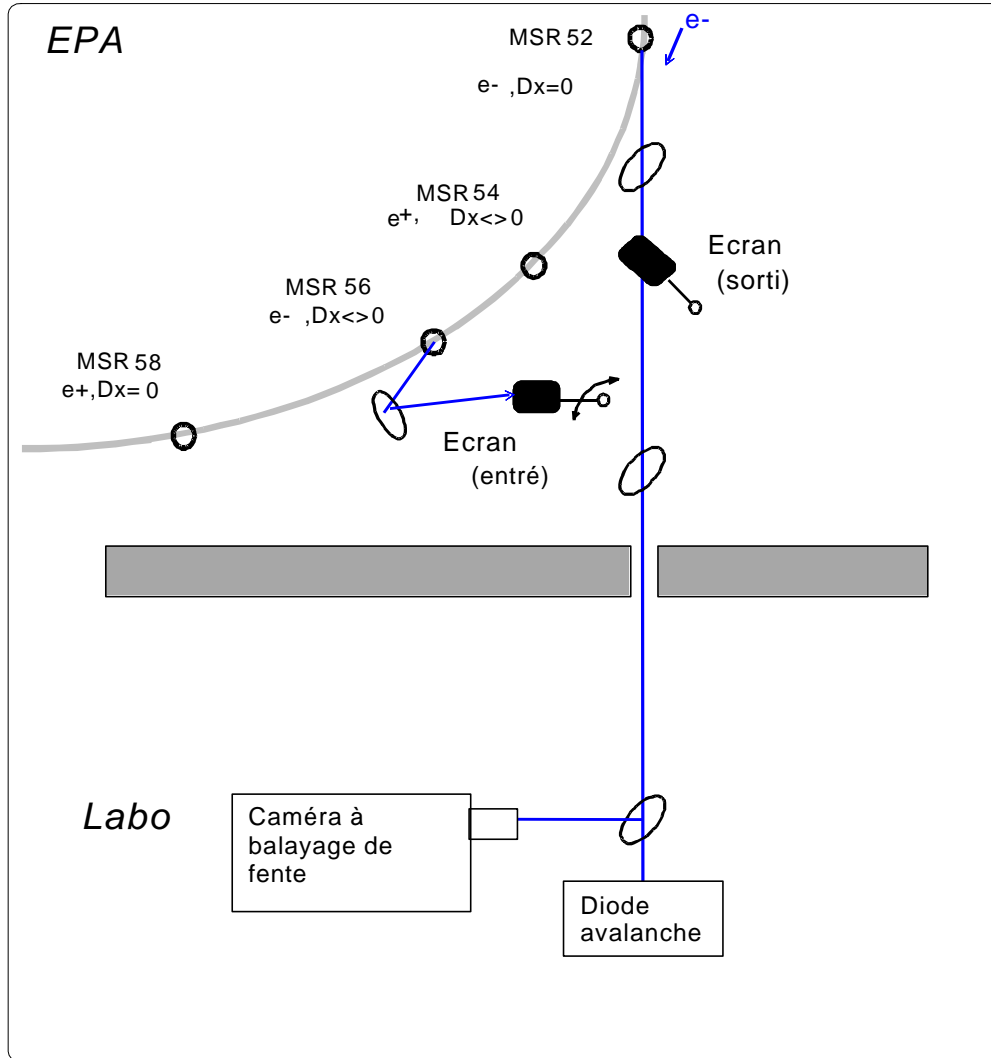 EPA
e-
MSR 52
e- ,Dx=0
MSR 54
e+, Dx<>0
Ecran
(sorti)
MSR 56
e- ,Dx<>0
MSR 58
e+,Dx= 0
Ecran
(entré)
Labo
Caméra à
balayage de
fente
Diode
avalanche